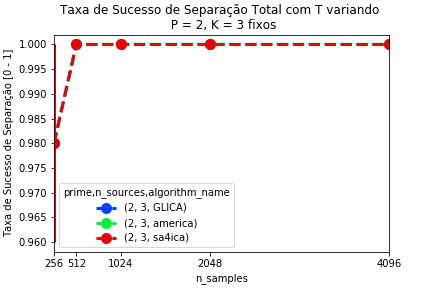 Taxa de Sucesso de Separação Total com T variando
P = 2, K = 3 fixos
Taxa de Sucesso de Separação [0 - 1]
1.000
0.995
0.990
0.985
0.980
0.975
0.970
0.965
0.960
prime,n_sources,algorithm_name
(2, 3, GLICA)
(2, 3, america)
(2, 3, sa4ica)
256 512 1024 2048 4096
n_samples